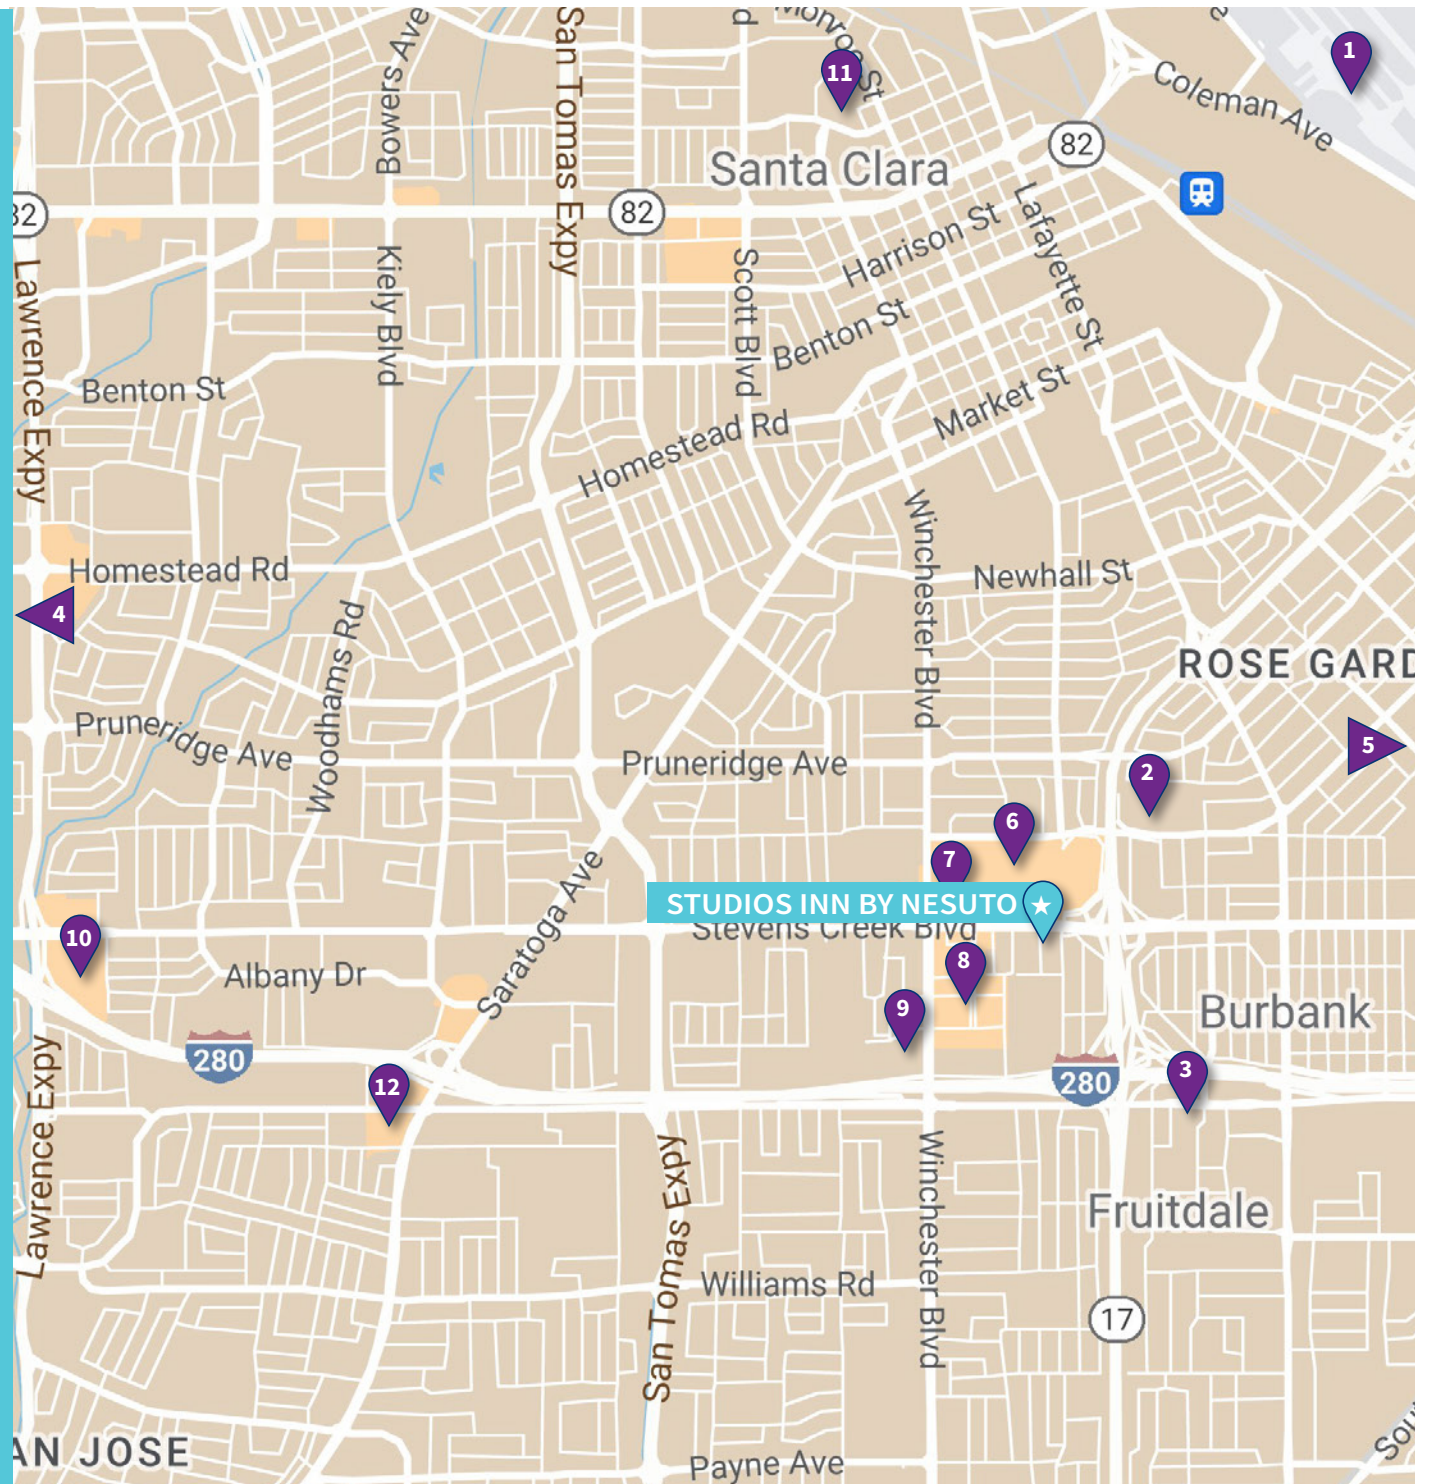 Bowers Ave
San Tomas Expy
d
Monroe St
e
1
11
Coleman Ave
82
Santa Clara
82
82
Harrison St
Lafayette St
Lawrence Expy
Kiely Blvd
Scott Blvd
Benton St
Benton St
Market St
Homestead Rd
Winchester Blvd
Homestead Rd
Newhall St
4
Woodhams Rd
ROSE GARD
Pruneridge Ave
5
Pruneridge Ave
2
6
7
Saratoga Ave
STUDIOS INN BY NESUTO
Stevens Creek Blvd
10
8
Albany Dr
9
Burbank
280
280
3
12
Lawrence Expy
San Tomas Expy
Winchester Blvd
Fruitdale
Williams Rd
17
Sou
AN JOSE
Payne Ave